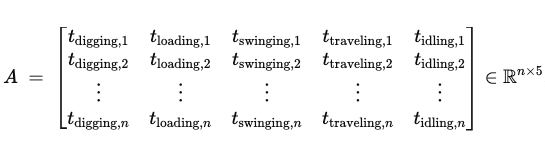 t_digging,1 t_loading,1 t_swinging,1 t_traveling,1 t_idling,1
t_digging,2 t_loading,2 t_swinging,2 t_traveling,2 t_idling,2
A = ⋮ ⋮ ⋮ ⋮ ⋮ ∈ ℝ^{n×5}
t_digging,n t_loading,n t_swinging,n t_traveling,n t_idling,n